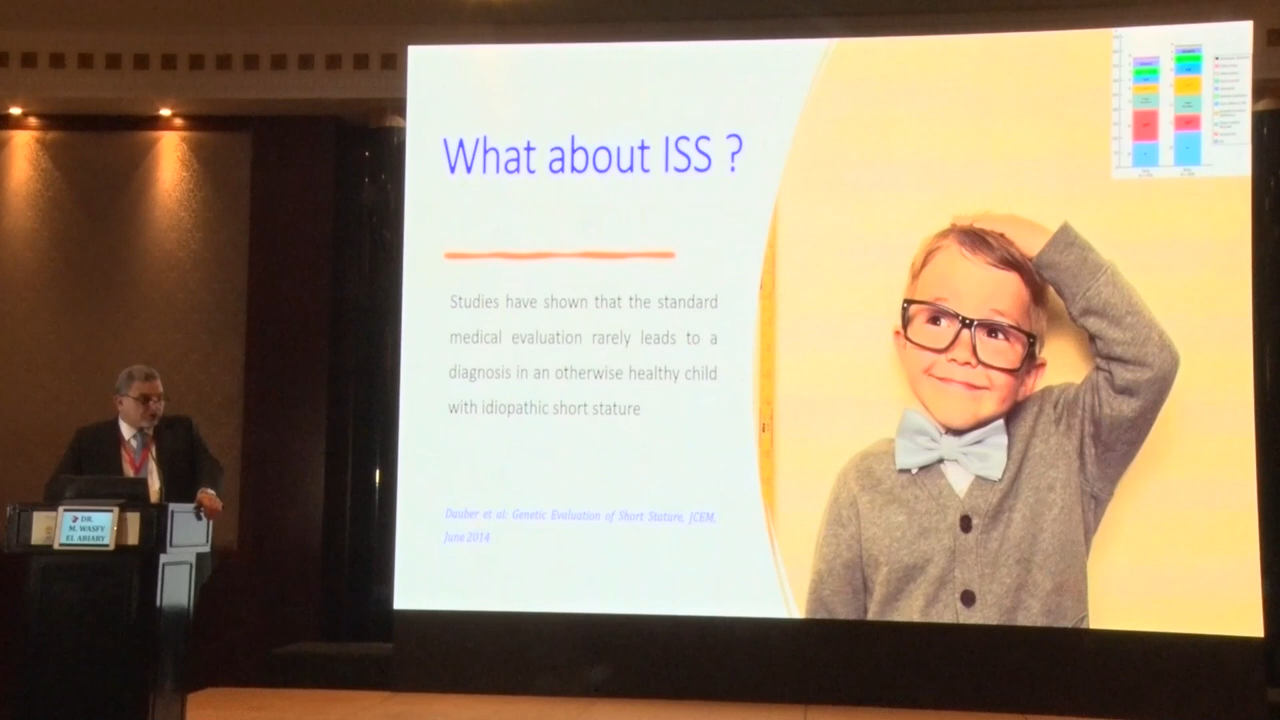 What about ISS ?
Studies have shown that the standard
medical evaluation rarely leads to a
diagnosis in an otherwise healthy child
with idiopathic short stature
Dauber et al: Genetic Evaluation of Short Stature, JCEM,
June 2014
DR.
M. WASFY
EL ABIARY